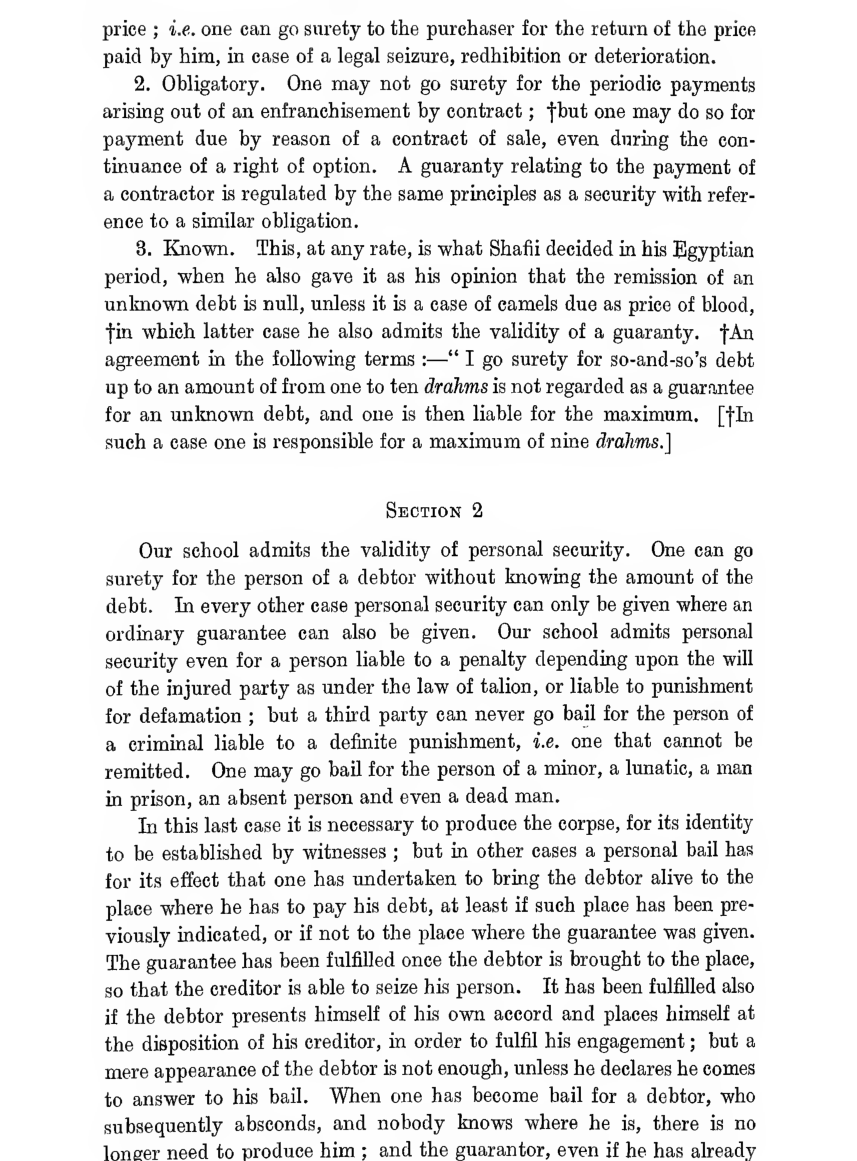 price ; i.e. one can go surety to the purchaser for the return of the price
paid by him, in case of a legal seizure, redhibition or deterioration.
2. Obligatory. One may not go surety for the periodic payments
arising out of an enfranchisement by contract ; †but one may do so for
payment due by reason of a contract of sale, even during the con-
tinuance of a right of option. A guaranty relating to the payment of
a contractor is regulated by the same principles as a security with refer-
ence to a similar obligation.
3. Known. This, at any rate, is what Shafii decided in his Egyptian
period, when he also gave it as his opinion that the remission of an
unknown debt is null, unless it is a case of camels due as price of blood,
†in which latter case he also admits the validity of a guaranty. †An
agreement in the following terms :—“ I go surety for so-and-so’s debt
up to an amount of from one to ten drahms is not regarded as a guarantee
for an unknown debt, and one is then liable for the maximum. [†In
such a case one is responsible for a maximum of nine drahms.]
SECTION 2
Our school admits the validity of personal security. One can go
surety for the person of a debtor without knowing the amount of the
debt. In every other case personal security can only be given where an
ordinary guarantee can also be given. Our school admits personal
security even for a person liable to a penalty depending upon the will
of the injured party as under the law of talion, or liable to punishment
for defamation ; but a third party can never go bail for the person of
a criminal liable to a definite punishment, i.e. one that cannot be
remitted. One may go bail for the person of a minor, a lunatic, a man
in prison, an absent person and even a dead man.
In this last case it is necessary to produce the corpse, for its identity
to be established by witnesses ; but in other cases a personal bail has
for its effect that one has undertaken to bring the debtor alive to the
place where he has to pay his debt, at least if such place has been pre-
viously indicated, or if not to the place where the guarantee was given.
The guarantee has been fulfilled once the debtor is brought to the place,
so that the creditor is able to seize his person. It has been fulfilled also
if the debtor presents himself of his own accord and places himself at
the disposition of his creditor, in order to fulfil his engagement ; but a
mere appearance of the debtor is not enough, unless he declares he comes
to answer to his bail. When one has become bail for a debtor, who
subsequently absconds, and nobody knows where he is, there is no
longer need to produce him ; and the guarantor, even if he has already